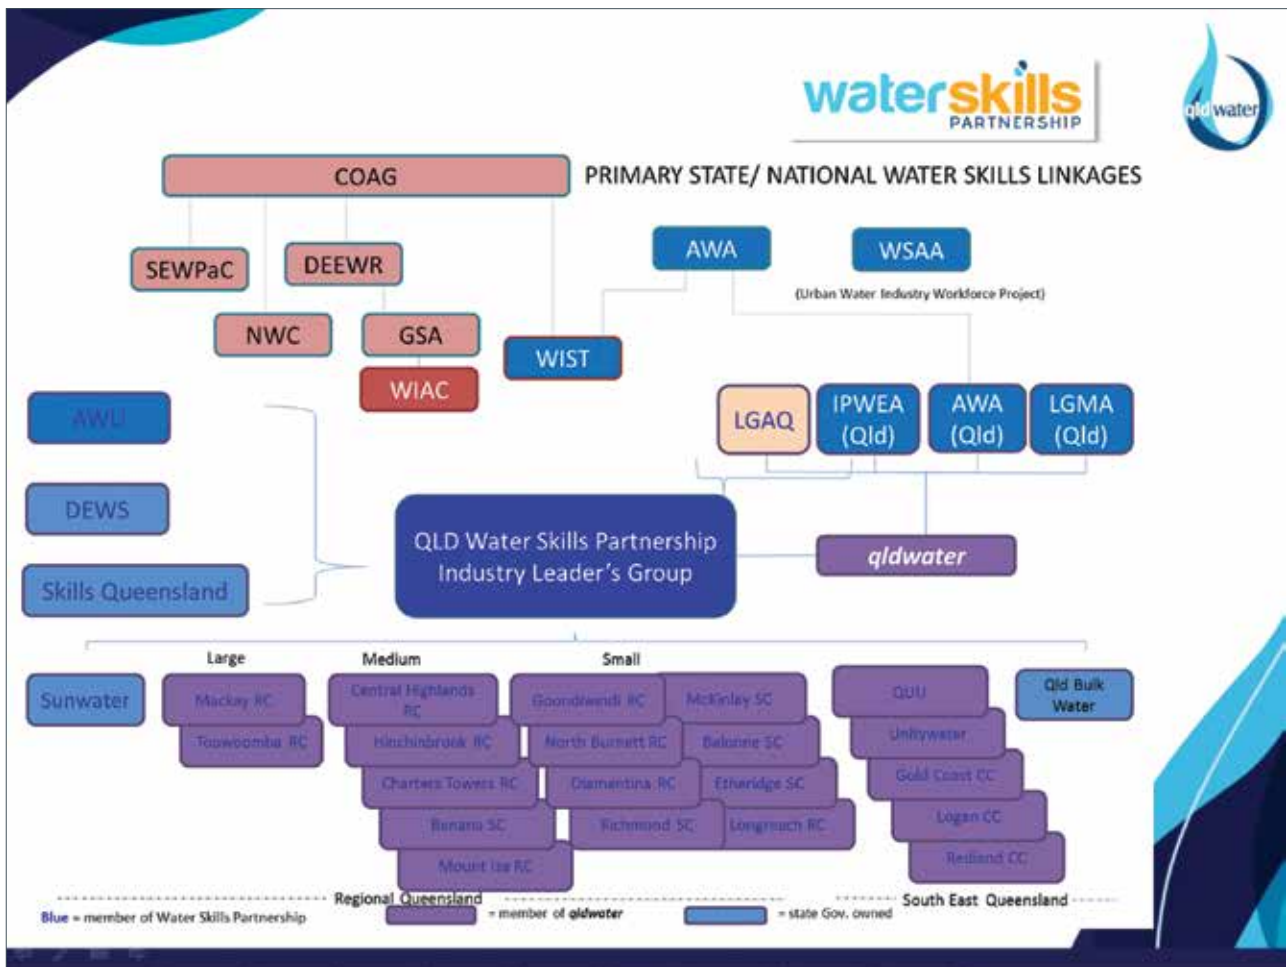 waterskills
PARTNERSHIP
qldwater
COAG
PRIMARY STATE/ NATIONAL WATER SKILLS LINKAGES
SEWPaC
DEEWR
AWA
WSAA
(Urban Water Industry Workforce Project)
NWC
GSA
WIST
WIAC
AWU
LGAQ
IPWEA
(Qld)
AWA
(Qld)
LGMA
(Qld)
DEWS
Skills Queensland
QLD Water Skills Partnership
Industry Leader's Group
qldwater
Large
Medium
Small
Sunwater
Mackay RC
Toowoomba RC
Central Highlands
RC
Hinchinbrook RC
Charters Towers RC
Banana SC
Mount Isa RC
Goondiwindi RC
North Burnett RC
Diamentina RC
Richmond SC
McKinlay SC
Balonne SC
Etheridge SC
Longreach RC
QUU
Unitywater
Gold Coast CC
Logan CC
Redland CC
Qld Bulk
Water
Regional Queensland
South East Queensland
Blue = member of Water Skills Partnership
= member of qldwater
= state Gov. owned